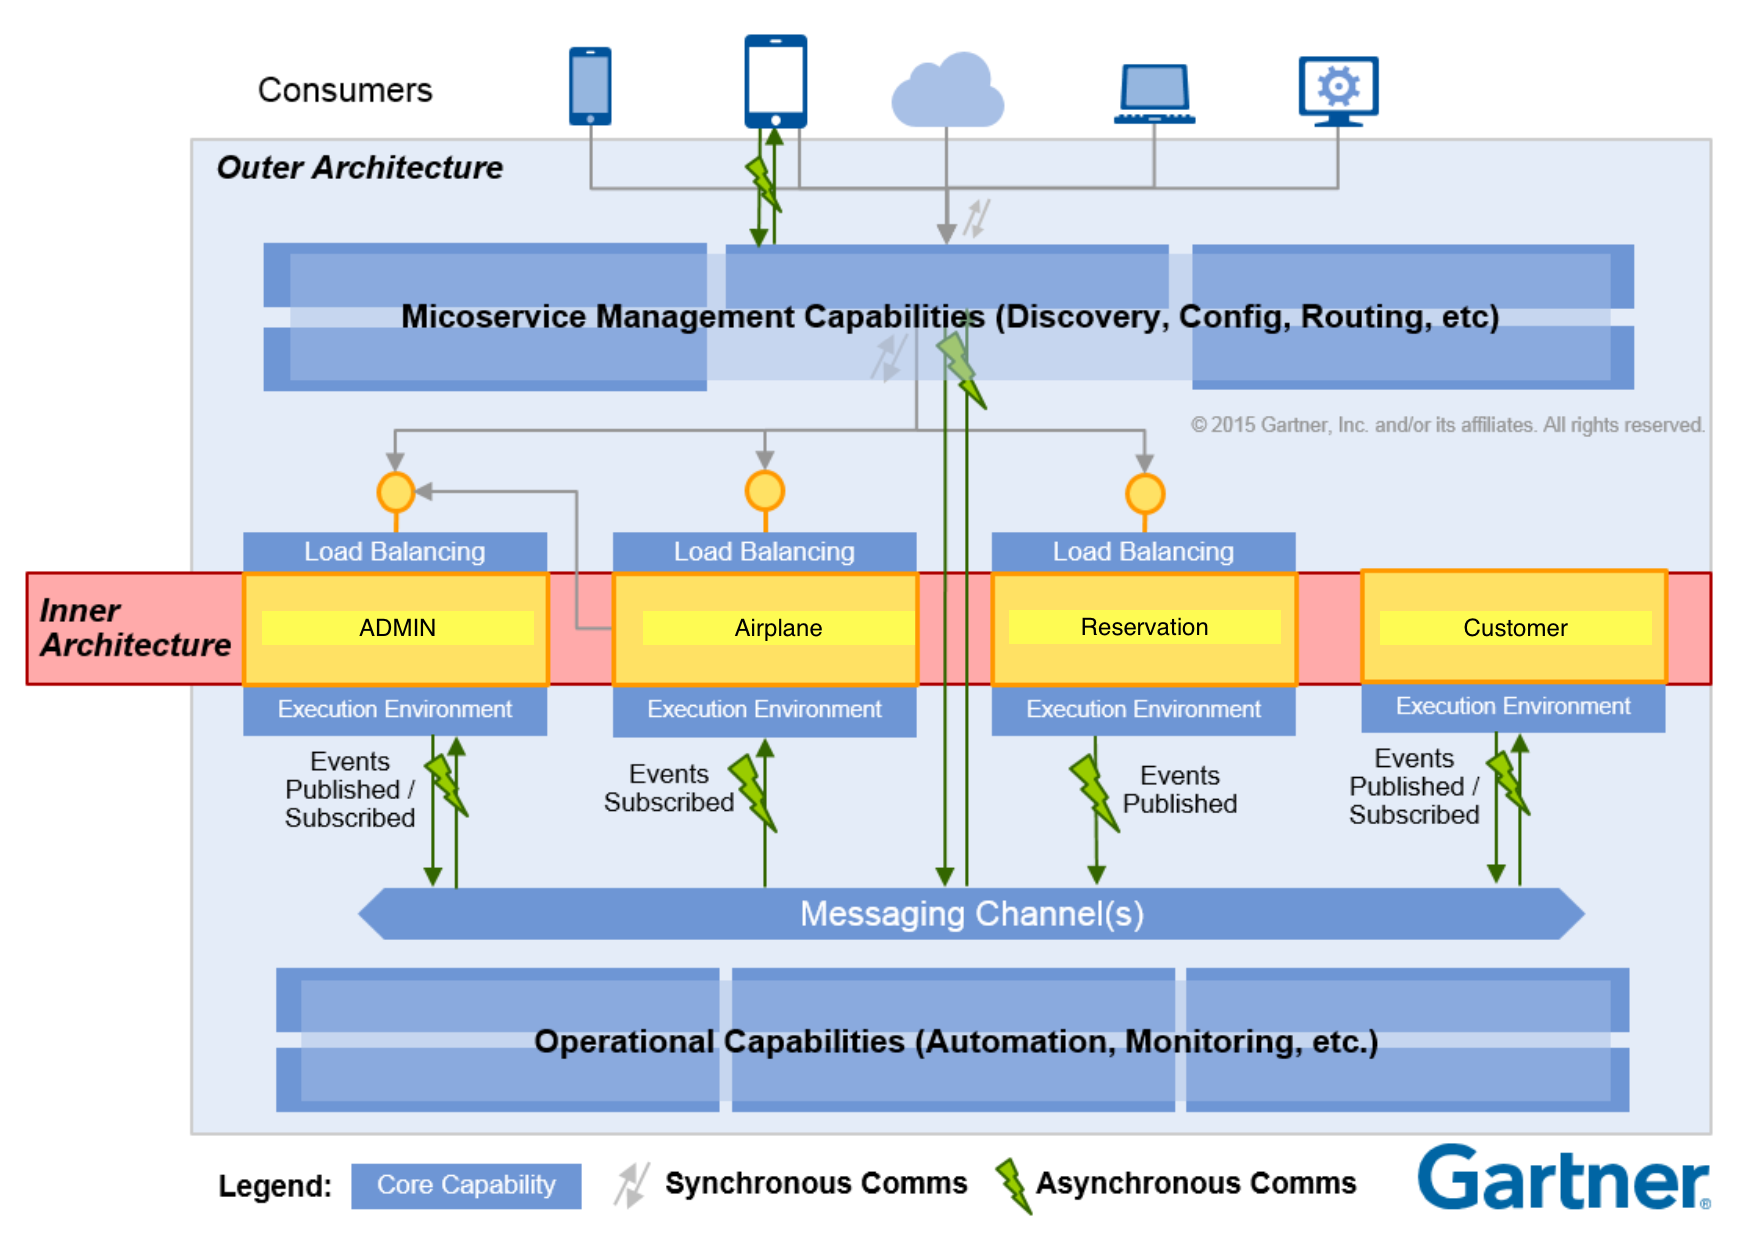 Consumers
Outer Architecture
Micoservice Management Capabilities (Discovery, Config, Routing, etc)
© 2015 Gartner, Inc. and/or its affiliates. All rights reserved.
Load Balancing
Load Balancing
Load Balancing
Inner
Architecture
ADMIN
Airplane
Reservation
Customer
Execution Environment
Execution Environment
Execution Environment
Execution Environment
Events
Published /
Subscribed
Events
Subscribed
Events
Published
Events
Published /
Subscribed
Messaging Channel(s)
Operational Capabilities (Automation, Monitoring, etc.)
Legend:
Core Capability
Synchronous Comms
Asynchronous Comms
Gartner®